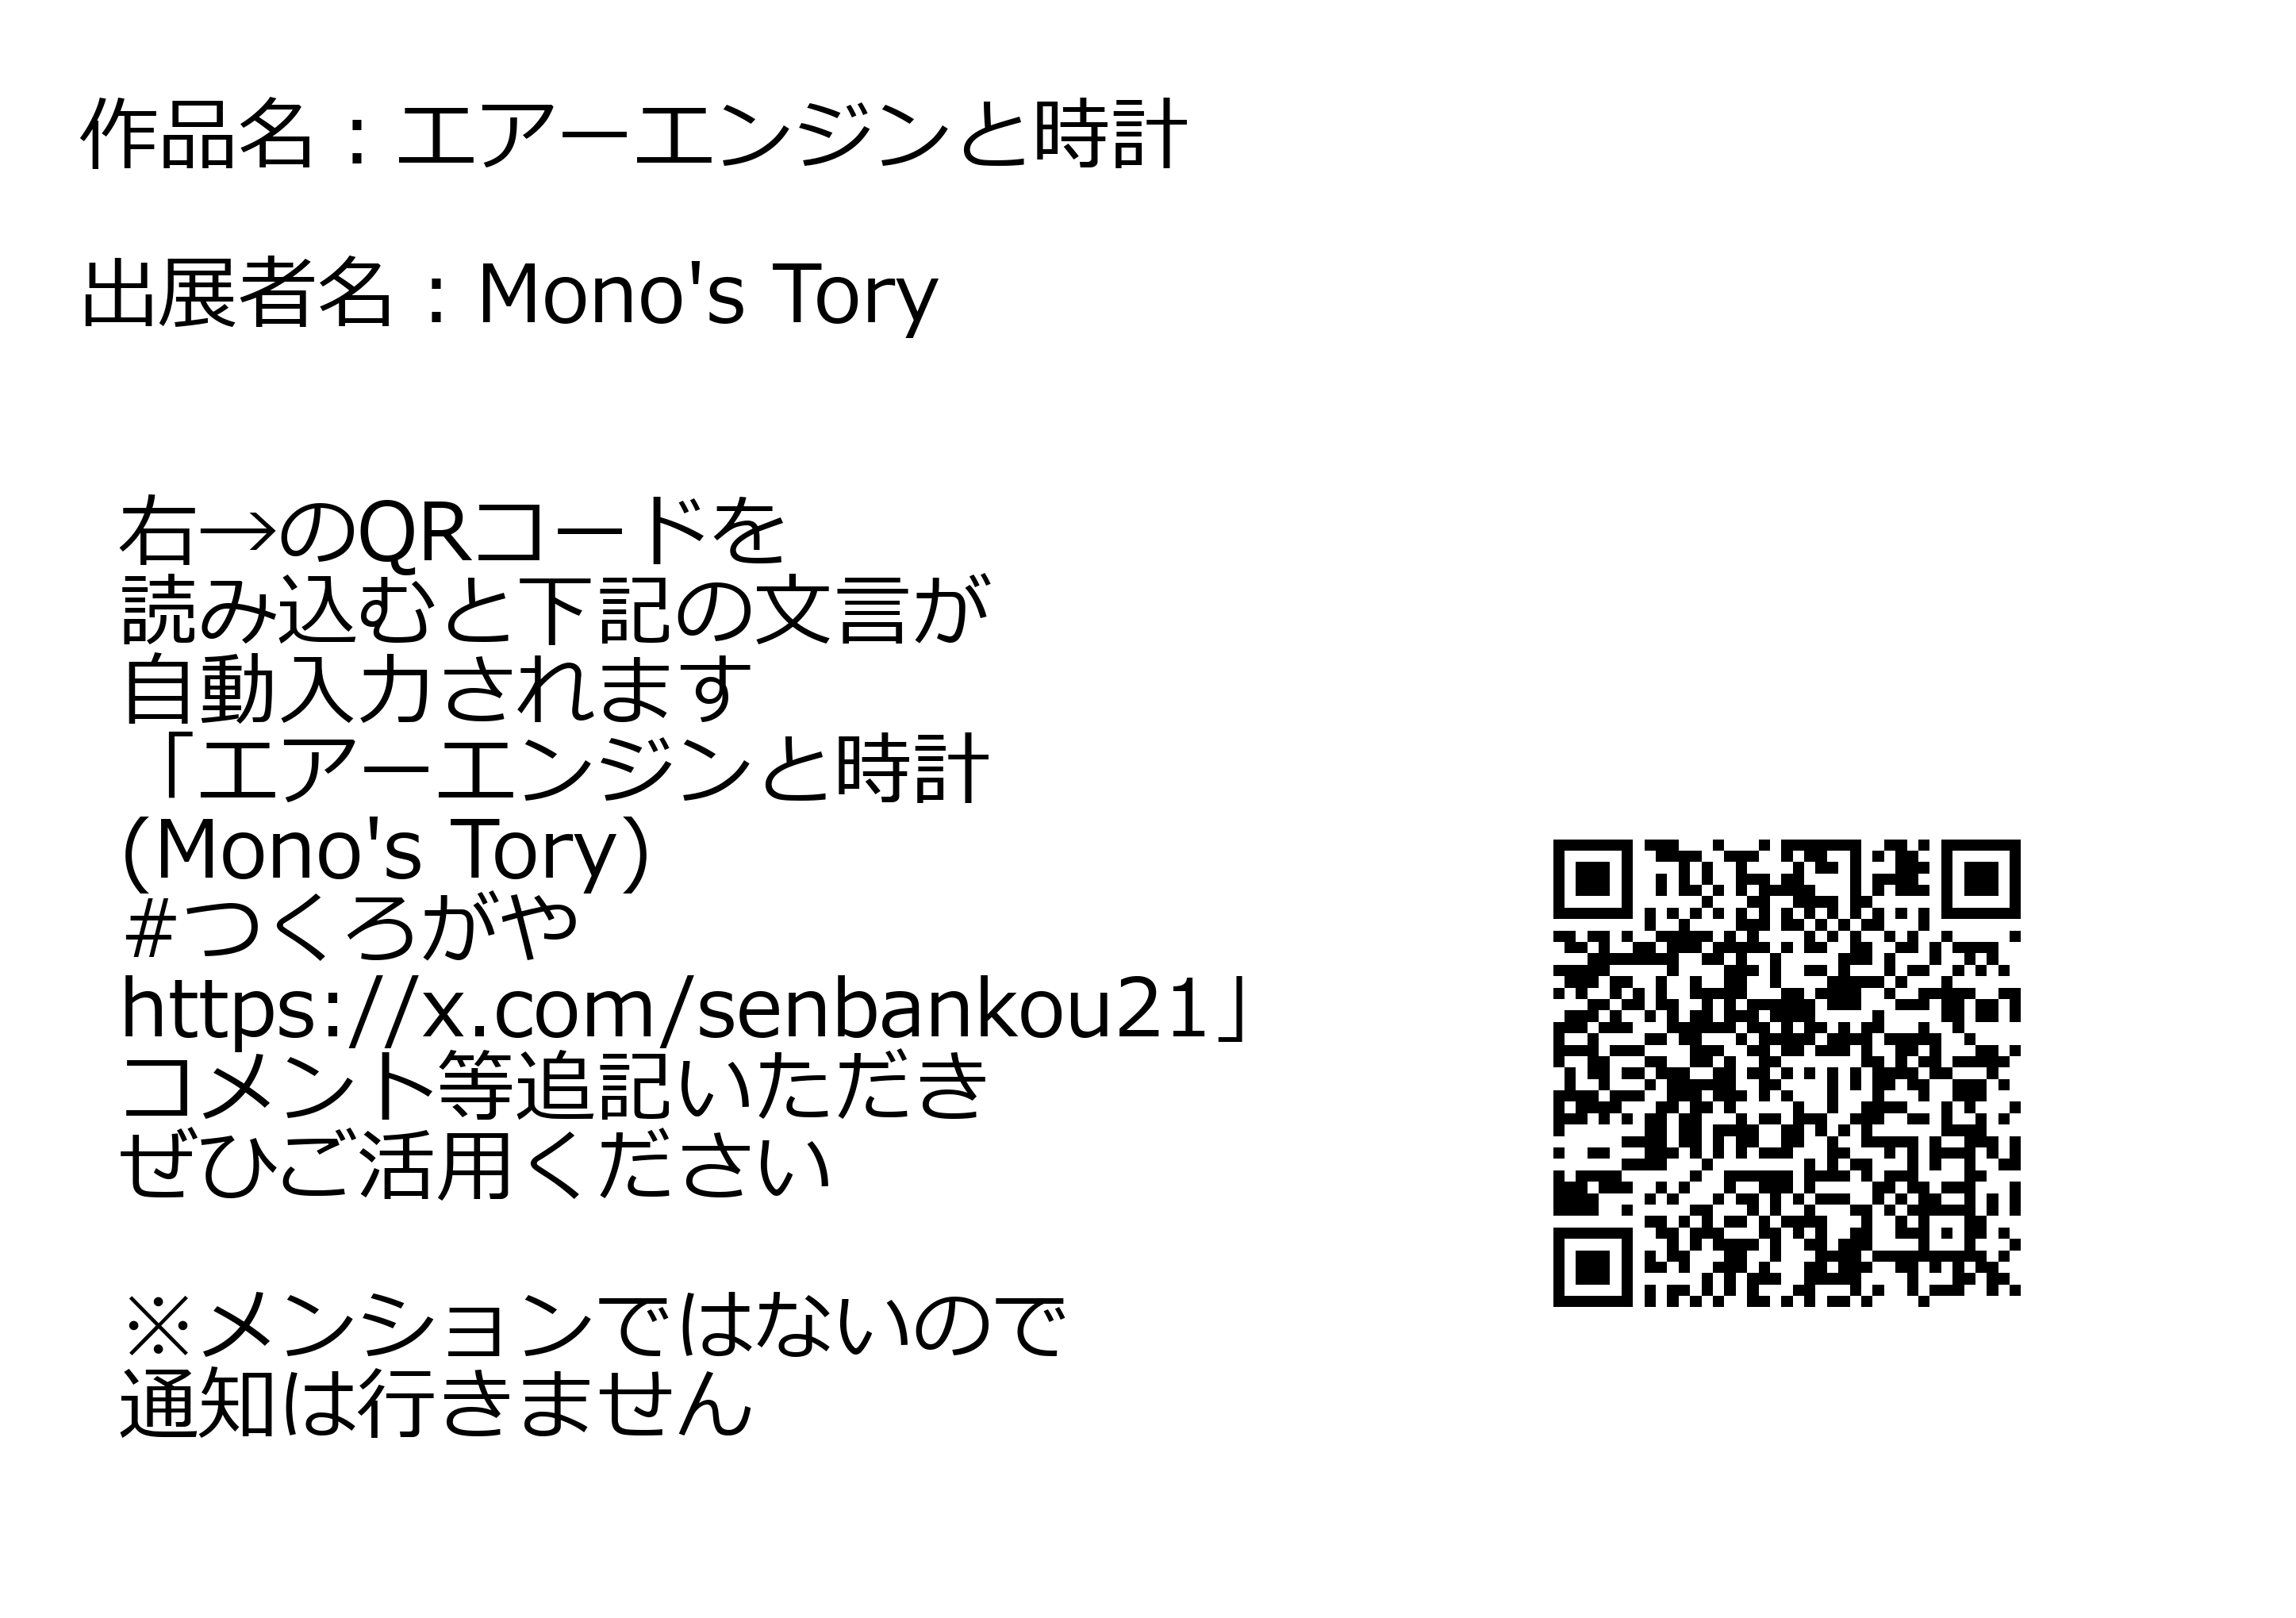 作品名：エアーエンジンと時計
出展者名：Mono's Tory
右→のQRコードを
読み込むと下記の文言が
自動入力されます
「エアーエンジンと時計
(Mono's Tory)
#つくろがや
https://x.com/senbankou21」
コメント等追記いただき
ぜひご活用ください
※メンションではないので
通知は行きません